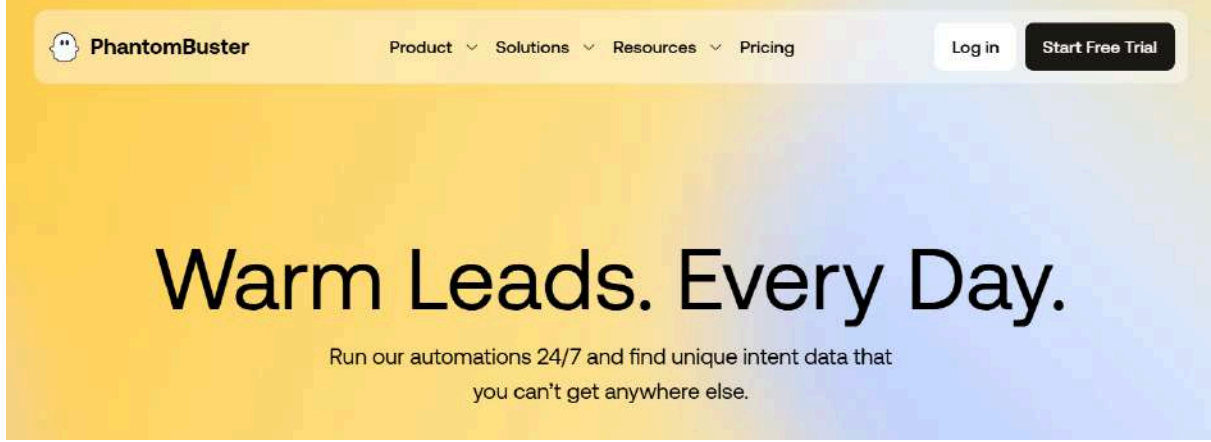 PhantomBuster Product Solutions Resources Pricing Log in Start Free Trial
Warm Leads. Every Day.
Run our automations 24/7 and find unique intent data that
you can’t get anywhere else.